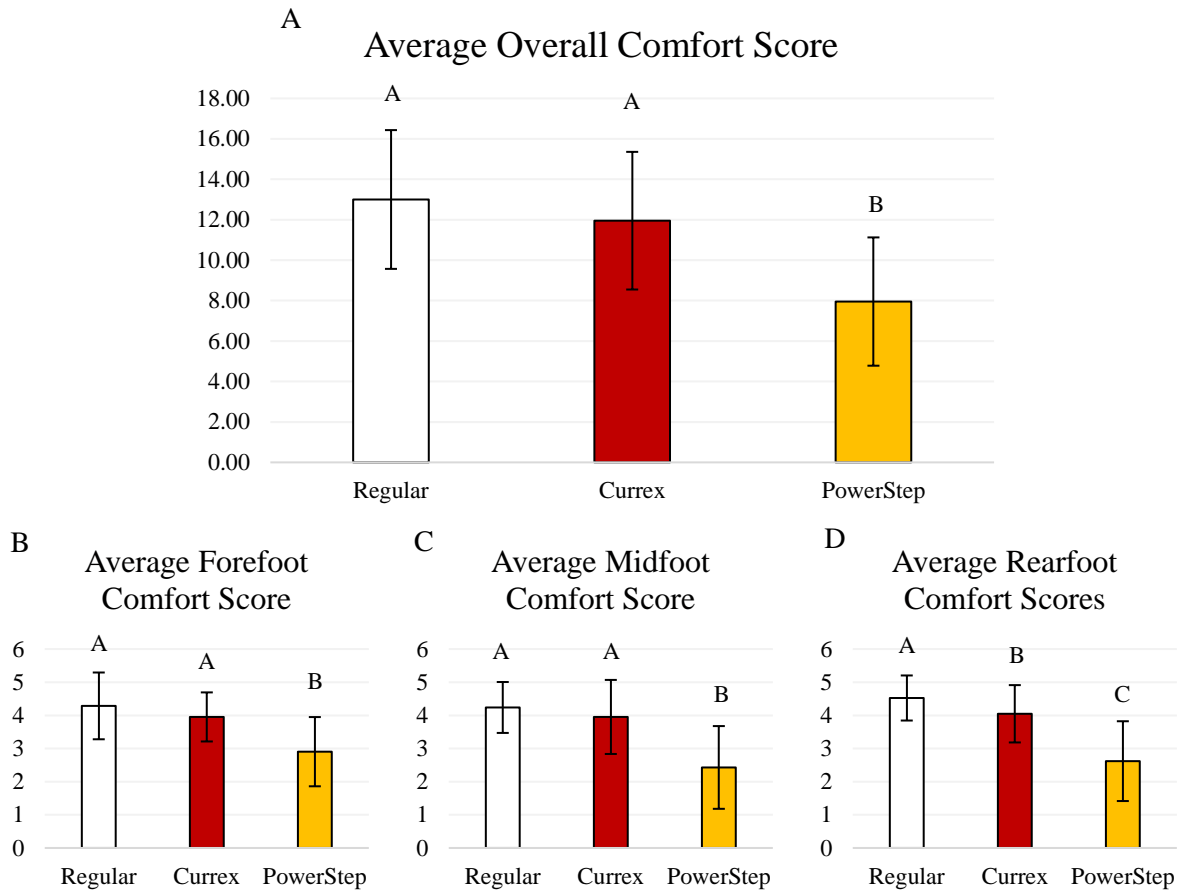 A
Average Overall Comfort Score
18.00
16.00
14.00
12.00
10.00
8.00
6.00
4.00
2.00
0.00
A
A
B
Regular Currex PowerStep
B
Average Forefoot
Comfort Score
6
5
4
3
2
1
0
A
A
B
Regular Currex PowerStep
C
Average Midfoot
Comfort Score
6
5
4
3
2
1
0
A
A
B
Regular Currex PowerStep
D
Average Rearfoot
Comfort Scores
6
5
4
3
2
1
0
A
B
C
Regular Currex PowerStep